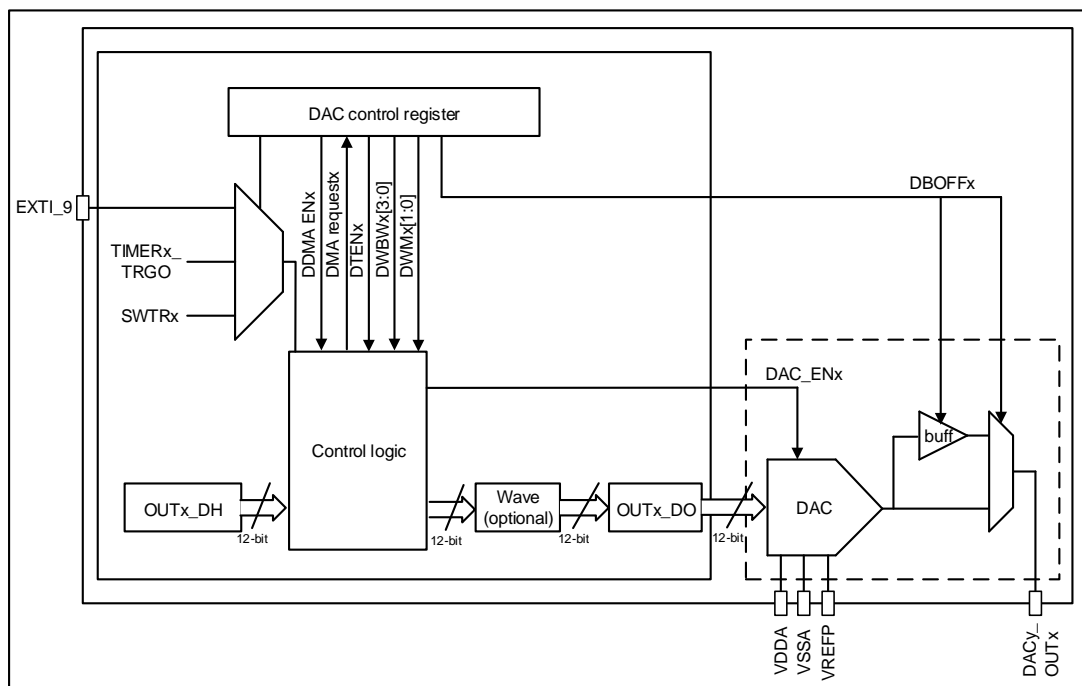 DAC control register
EXTI_9
TIMERx_
TRGO
SWTRx
DDMA ENx
DMA requestx
DTENx
DWBWx[3:0]
DWMx[1:0]
DBOFFx
DAC_ENx
Control logic
buff
OUTx_DH
12-bit
12-bit
Wave
(optional)
12-bit
OUTx_DO
12-bit
DAC
VDDA
VSSA
VREFP
DACy_
OUTx